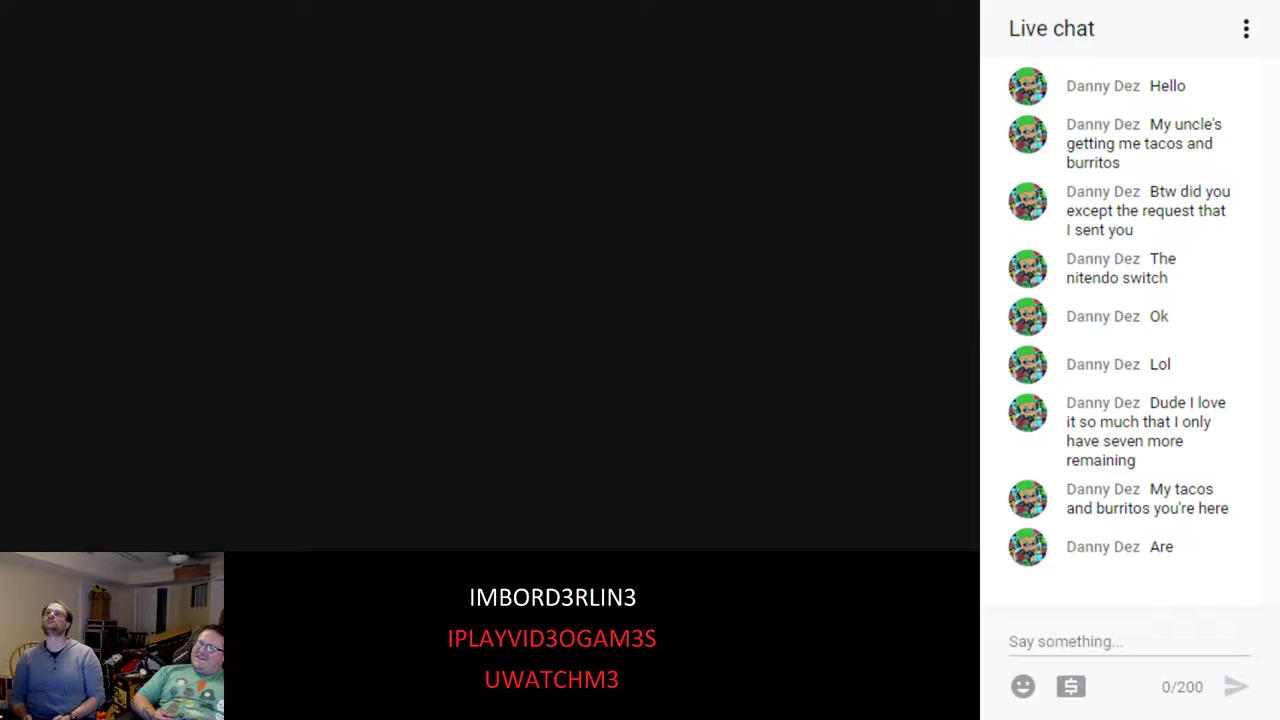 Live chat
Danny Dez Hello
Danny Dez My uncle's
getting me tacos and
burritos
Danny Dez Btw did you
except the request that
I sent you
Danny Dez The
nitendo switch
Danny Dez Ok
Danny Dez Lol
Danny Dez Dude I love
it so much that I only
have seven more
remaining
Danny Dez My tacos
and burritos you're here
Danny Dez Are
Say something...
0/200
IMBORD3RLIN3
IPLAYVID3OGAM3S
UWATCHM3